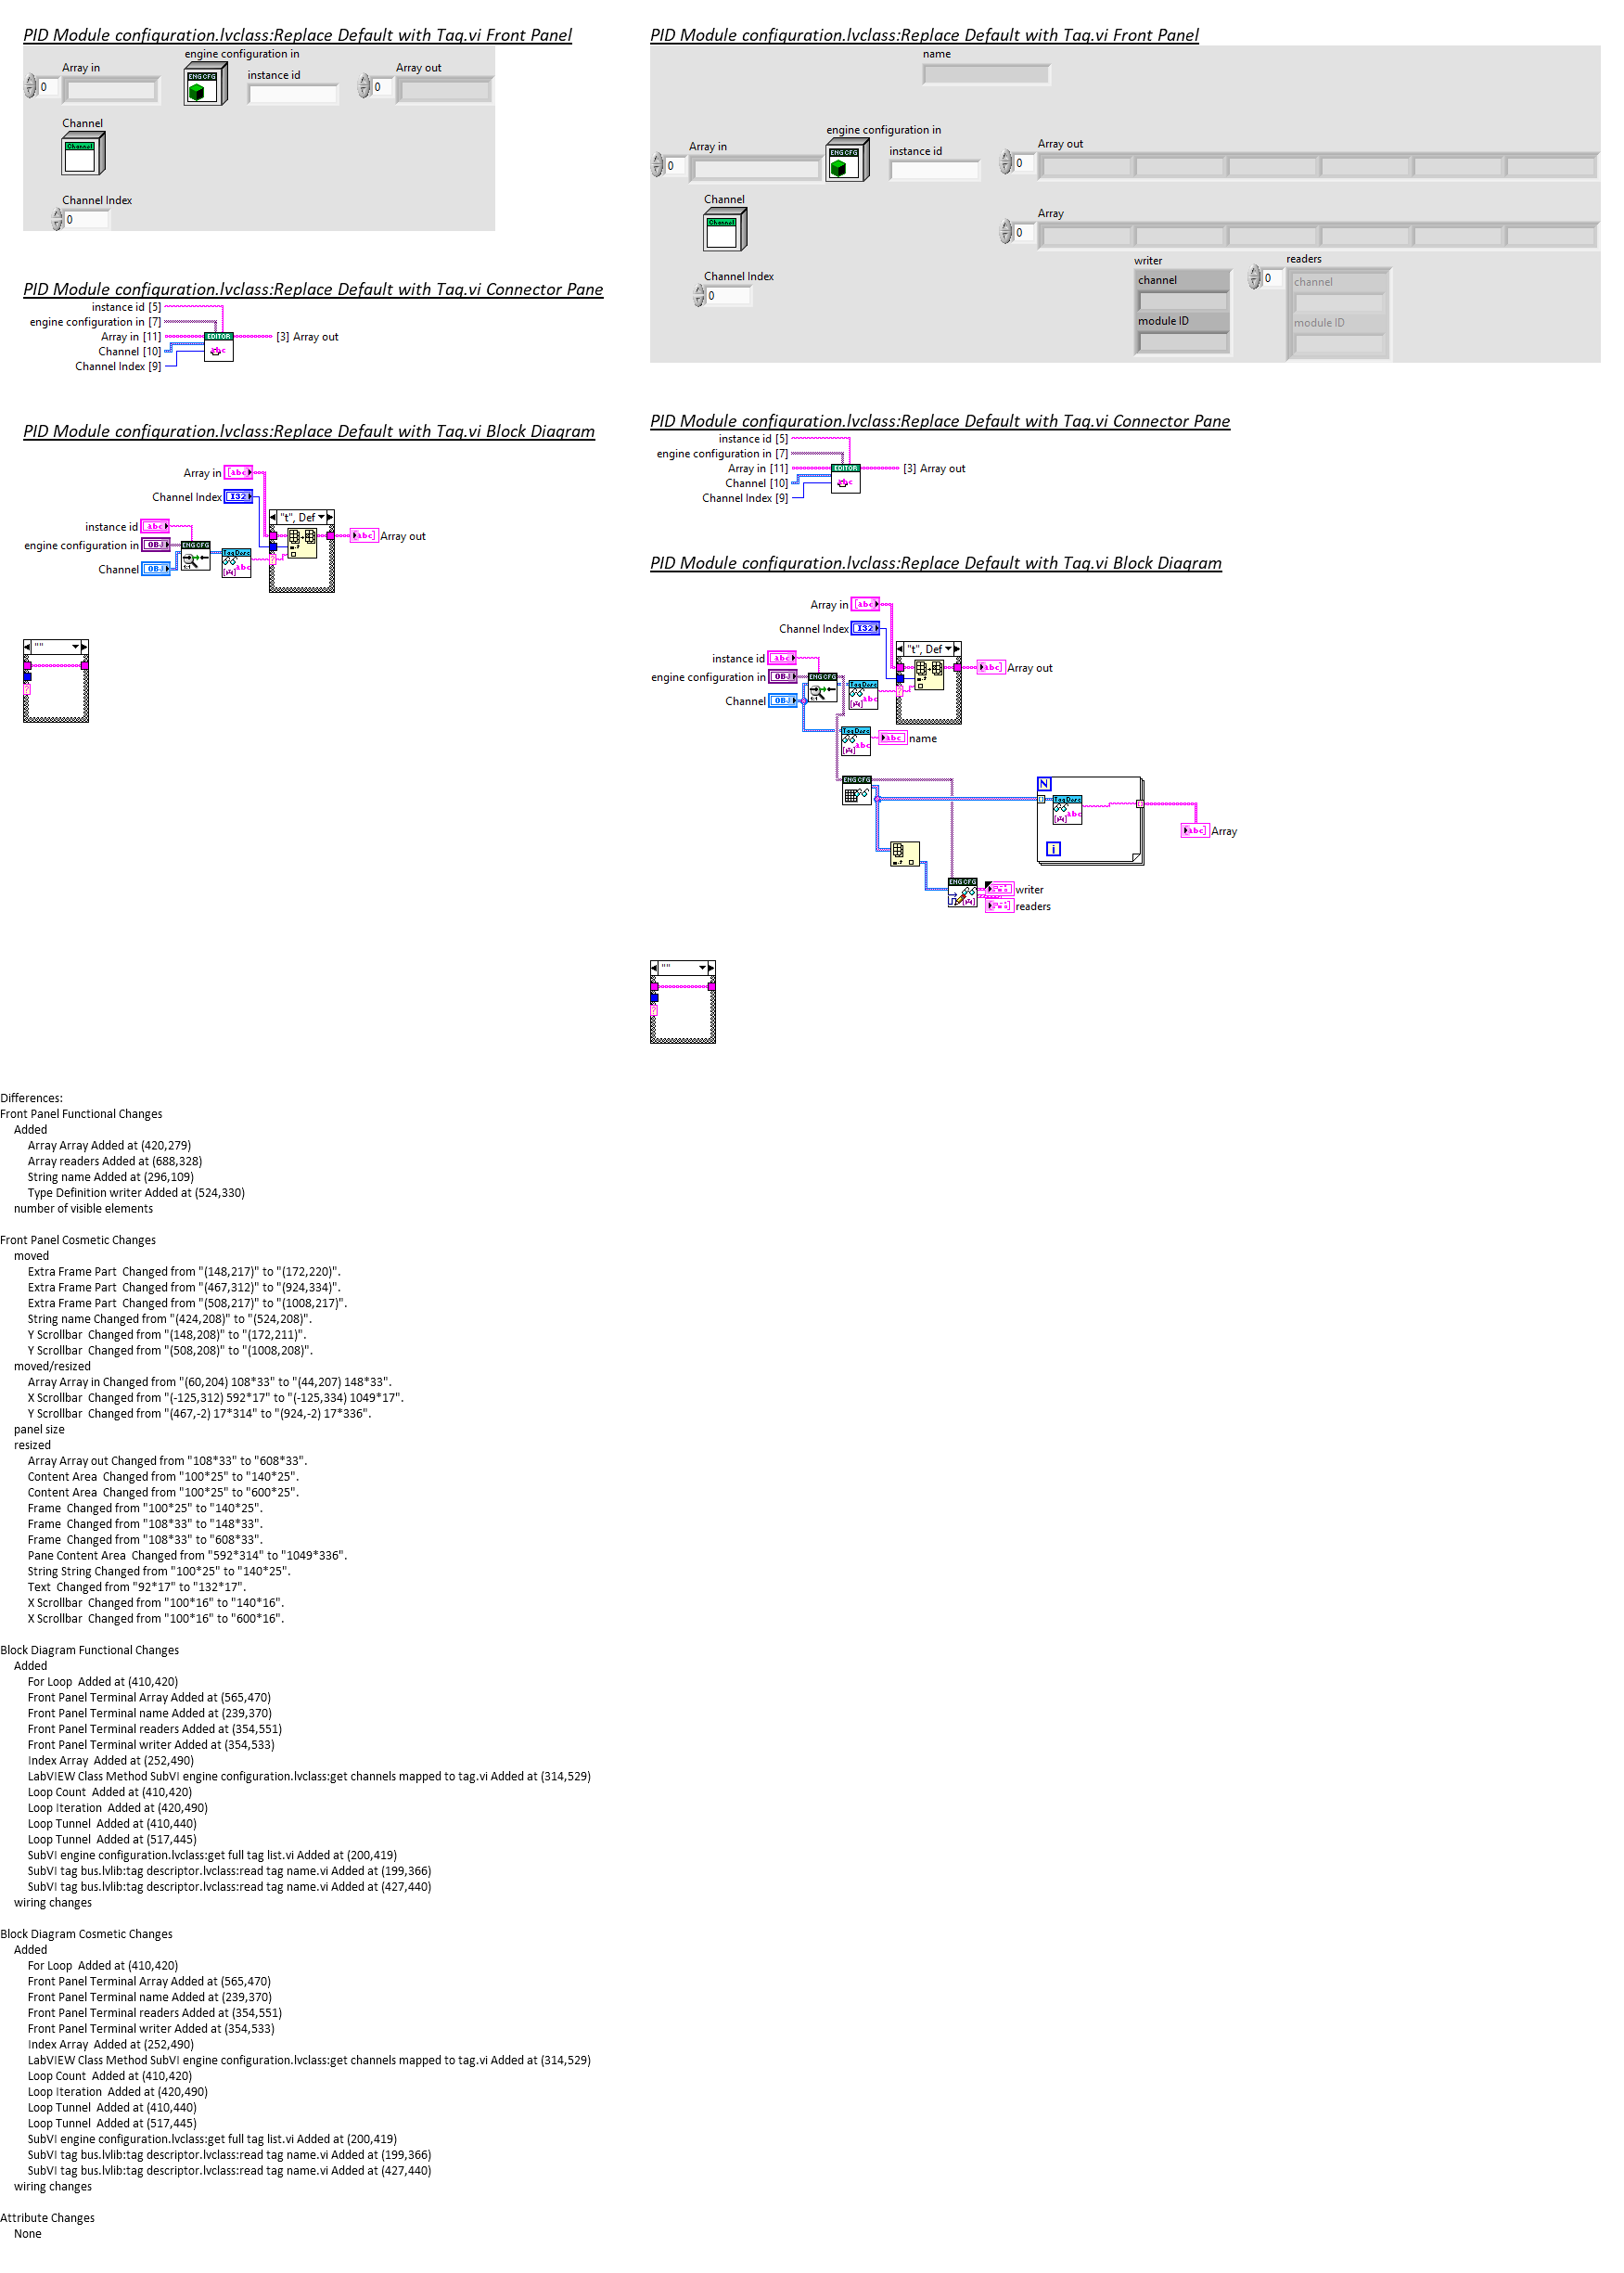 PID Module configuration.lvclass:Replace Default with Tag.vi Front Panel
engine configuration in
Array in
instance id
Array out
ENG CFG
0
0
Channel
Channel
Channel Index
0
PID Module configuration.lvclass:Replace Default with Tag.vi Connector Pane
instance id [5]
engine configuration in [7]
Array in [11]
EDITOR
abc
[3] Array out
Channel [10]
Channel Index [9]
PID Module configuration.lvclass:Replace Default with Tag.vi Block Diagram
Array in
[abc]
Channel Index
I32
"t", Def
instance id
abc
engine configuration in
OBJ
ENG CFG
1:1
TagDesc
abc
[abc]
Array out
Channel
OBJ
?
""
?
PID Module configuration.lvclass:Replace Default with Tag.vi Front Panel
name
engine configuration in
Array in
instance id
Array out
ENG CFG
0
0
Channel
Channel
Array
0
Channel Index
0
writer
channel
module ID
readers
0
channel
module ID
PID Module configuration.lvclass:Replace Default with Tag.vi Connector Pane
instance id [5]
engine configuration in [7]
Array in [11]
EDITOR
abc
[3] Array out
Channel [10]
Channel Index [9]
PID Module configuration.lvclass:Replace Default with Tag.vi Block Diagram
Array in
[abc]
Channel Index
I32
"t", Def
instance id
abc
engine configuration in
OBJ
ENG CFG
1:1
TagDesc
abc
[abc]
Array out
Channel
OBJ
?
TagDesc
abc
abc
name
ENG CFG
N
TagDesc
abc
i
[abc]
Array
ENG CFG
writer
readers
""
?
Differences:
Front Panel Functional Changes
Added
Array Array Added at (420,279)
Array readers Added at (688,328)
String name Added at (296,109)
Type Definition writer Added at (524,330)
number of visible elements
Front Panel Cosmetic Changes
moved
Extra Frame Part  Changed from "(148,217)" to "(172,220)".
Extra Frame Part  Changed from "(467,312)" to "(924,334)".
Extra Frame Part  Changed from "(508,217)" to "(1008,217)".
String name Changed from "(424,208)" to "(524,208)".
Y Scrollbar  Changed from "(148,208)" to "(172,211)".
Y Scrollbar  Changed from "(508,208)" to "(1008,208)".
moved/resized
Array Array in Changed from "(60,204) 108*33" to "(44,207) 148*33".
X Scrollbar  Changed from "(-125,312) 592*17" to "(-125,334) 1049*17".
Y Scrollbar  Changed from "(467,-2) 17*314" to "(924,-2) 17*336".
panel size
resized
Array Array out Changed from "108*33" to "608*33".
Content Area  Changed from "100*25" to "140*25".
Content Area  Changed from "100*25" to "600*25".
Frame  Changed from "100*25" to "140*25".
Frame  Changed from "108*33" to "148*33".
Frame  Changed from "108*33" to "608*33".
Pane Content Area  Changed from "592*314" to "1049*336".
String String Changed from "100*25" to "140*25".
Text  Changed from "92*17" to "132*17".
X Scrollbar  Changed from "100*16" to "140*16".
X Scrollbar  Changed from "100*16" to "600*16".
Block Diagram Functional Changes
Added
For Loop  Added at (410,420)
Front Panel Terminal Array Added at (565,470)
Front Panel Terminal name Added at (239,370)
Front Panel Terminal readers Added at (354,551)
Front Panel Terminal writer Added at (354,533)
Index Array  Added at (252,490)
LabVIEW Class Method SubVI engine configuration.lvclass:get channels mapped to tag.vi Added at (314,529)
Loop Count  Added at (410,420)
Loop Iteration  Added at (420,490)
Loop Tunnel  Added at (410,440)
Loop Tunnel  Added at (517,445)
SubVI engine configuration.lvclass:get full tag list.vi Added at (200,419)
SubVI tag bus.lvlib:tag descriptor.lvclass:read tag name.vi Added at (199,366)
SubVI tag bus.lvlib:tag descriptor.lvclass:read tag name.vi Added at (427,440)
wiring changes
Block Diagram Cosmetic Changes
Added
For Loop  Added at (410,420)
Front Panel Terminal Array Added at (565,470)
Front Panel Terminal name Added at (239,370)
Front Panel Terminal readers Added at (354,551)
Front Panel Terminal writer Added at (354,533)
Index Array  Added at (252,490)
LabVIEW Class Method SubVI engine configuration.lvclass:get channels mapped to tag.vi Added at (314,529)
Loop Count  Added at (410,420)
Loop Iteration  Added at (420,490)
Loop Tunnel  Added at (410,440)
Loop Tunnel  Added at (517,445)
SubVI engine configuration.lvclass:get full tag list.vi Added at (200,419)
SubVI tag bus.lvlib:tag descriptor.lvclass:read tag name.vi Added at (199,366)
SubVI tag bus.lvlib:tag descriptor.lvclass:read tag name.vi Added at (427,440)
wiring changes
Attribute Changes
None